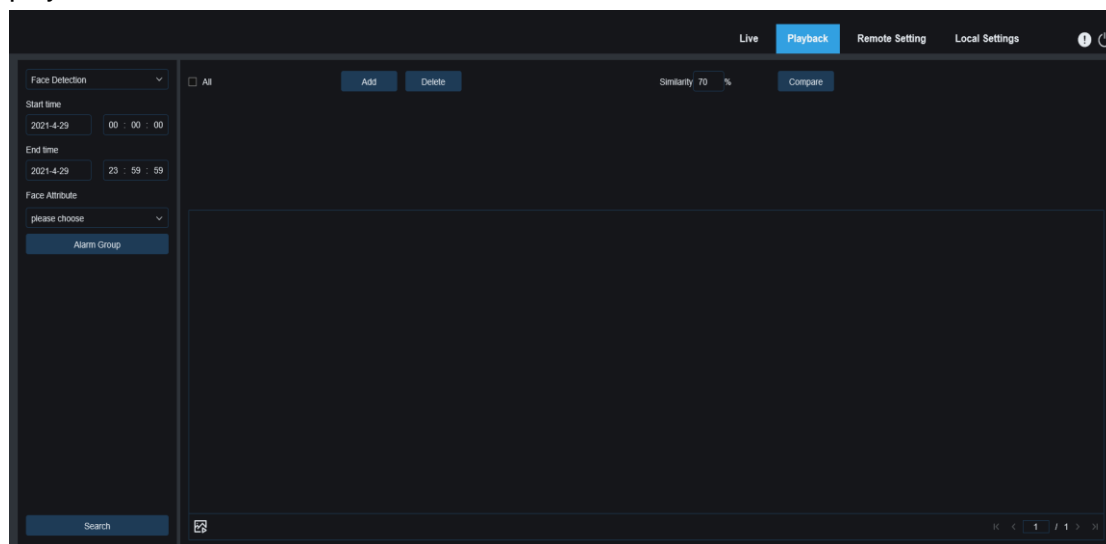 Live Playback Remote Setting Local Settings
Face Detection
All Add Delete Similarity 70 % Compare
Start time
2021-4-29 00 : 00 : 00
End time
2021-4-29 23 : 59 : 59
Face Attribute
please choose
Alarm Group
Search
1 / 1